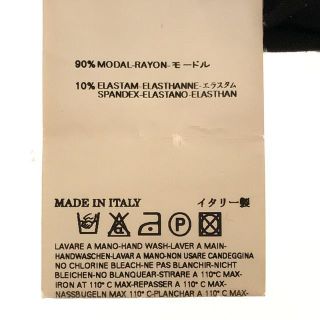 90% MODAL-RAYON-モードル
10% ELASTAM-ELASTHANNE-エラスタム
SPANDEX-ELASTANO-ELASTHAN
MADE IN ITALY イタリー製
LAVARE A MANO-HAND WASH-LAVER A MAIN-
HANDWASCHEN-LAVAR A MANO-NON USARE CANDEGGINA
NO CHLORINE BLEACH-NE PAS BLANCHIR-NICHT
BLEICHEN-NO BLANQUEAR-STIRARE A 110°C MAX-
IRON AT 110°C MAX-REPASSER A 110°C MAX-
NASSBUGELN MAX 110°C-PLANCHAR A 110°C MAX-